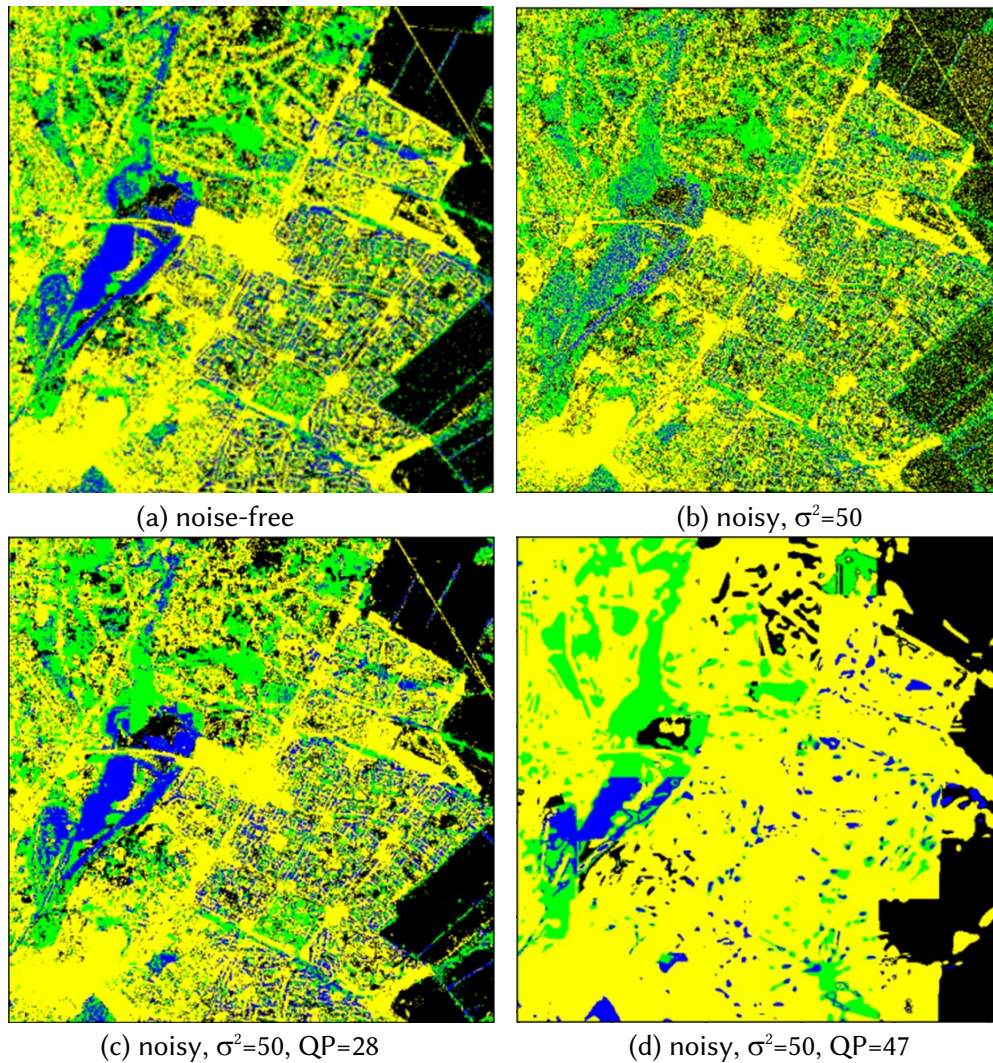 (a) noise-free
(b) noisy, σ²=50
(c) noisy, σ²=50, QP=28
(d) noisy, σ²=50, QP=47